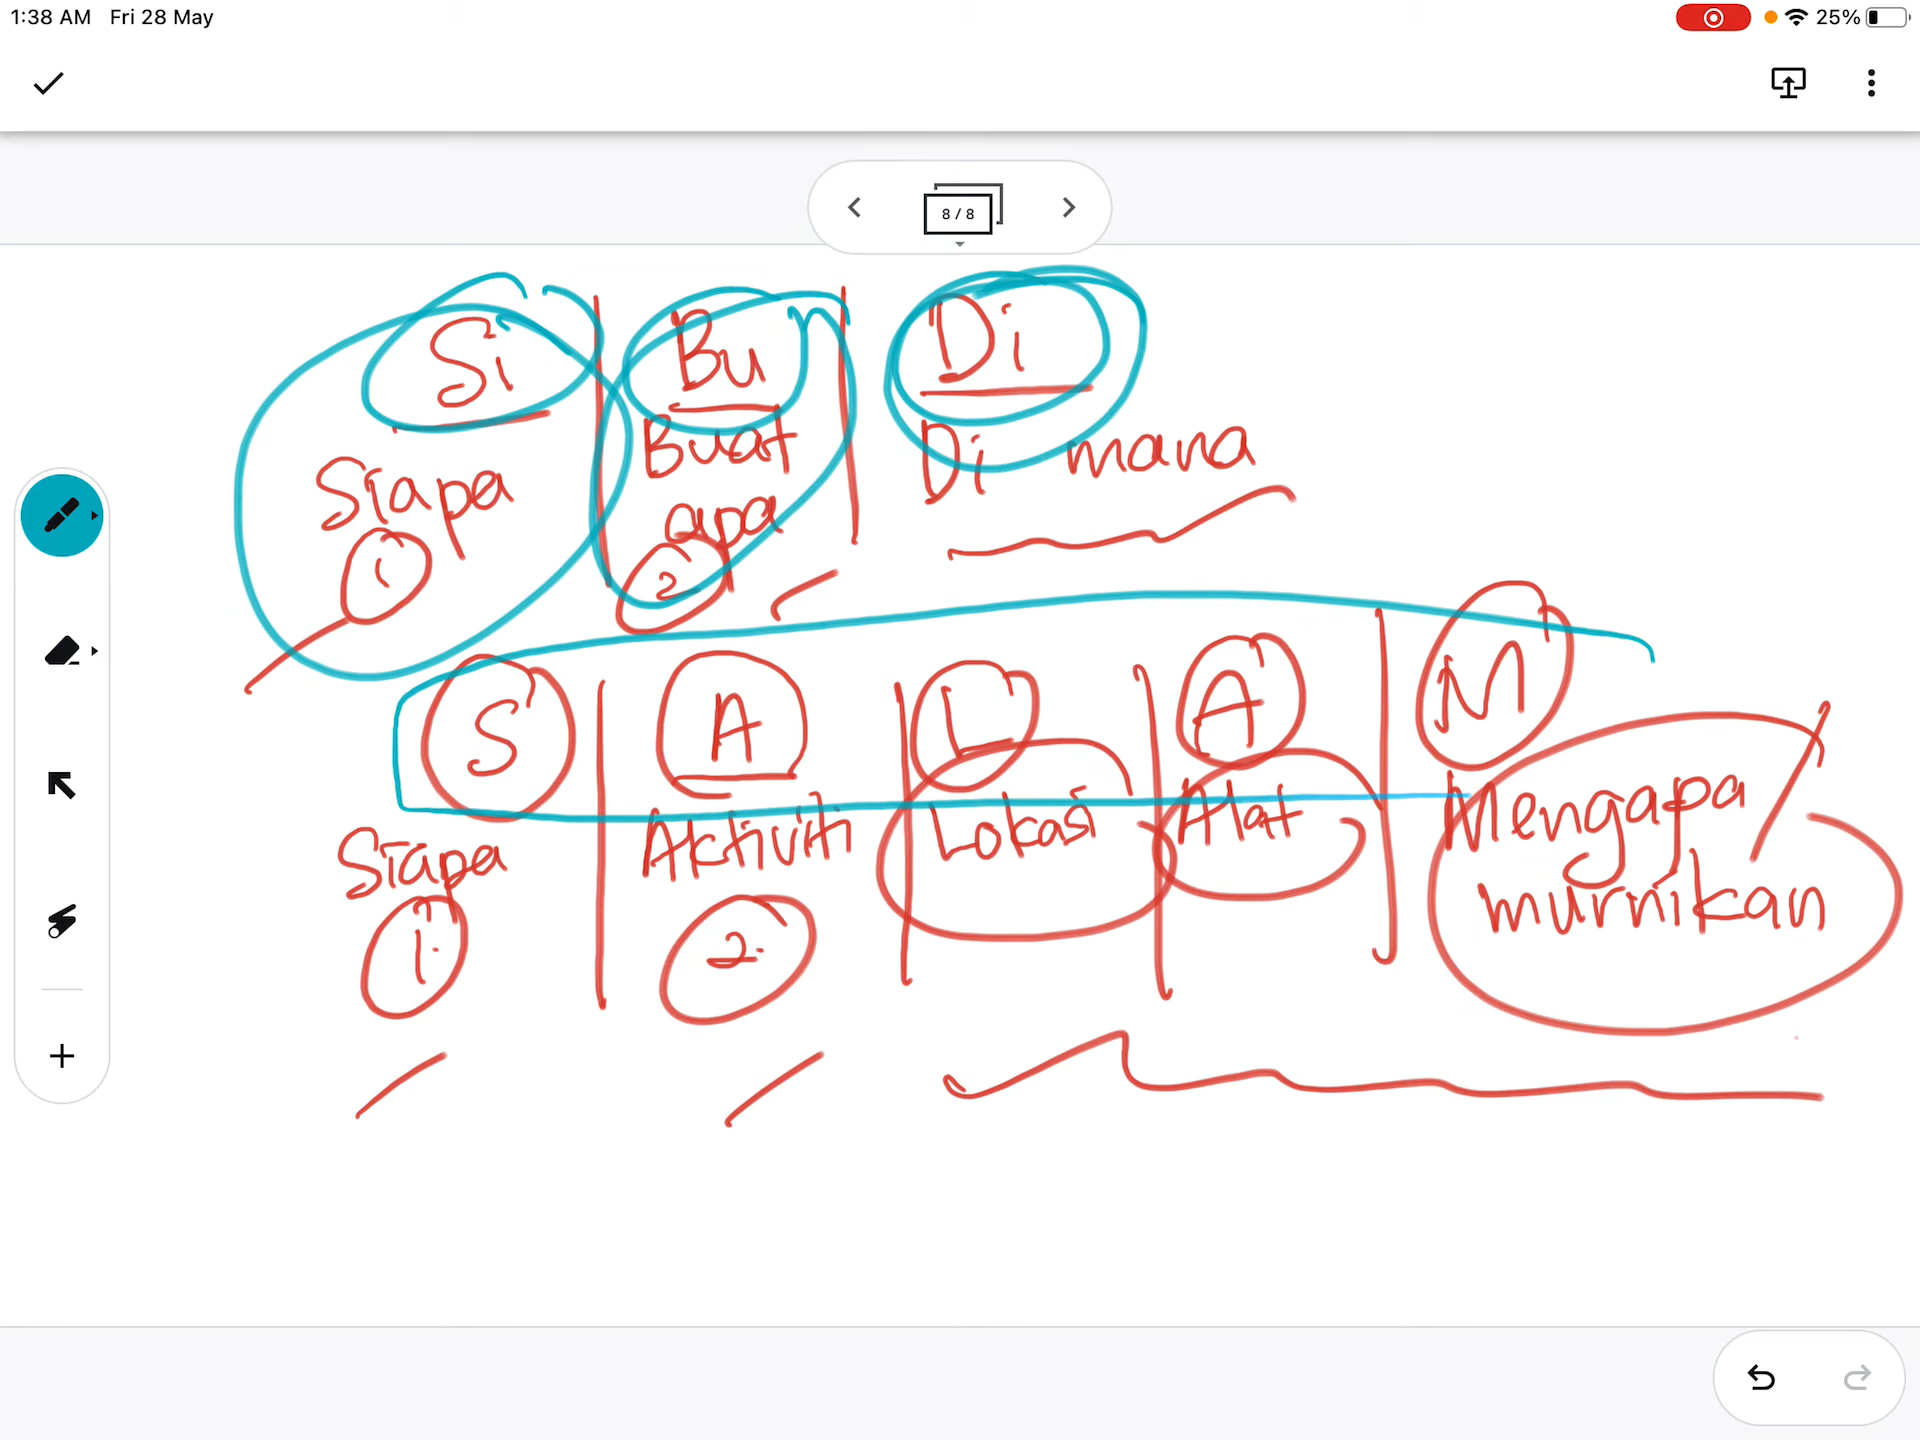 1:38 AM Fri 28 May 25%
8 / 8
Si Bu Di
Siapa Buat Di mana
apa
1 2
S A L A M
Siapa Aktiviti Lokasi Alat Mengapa
murnikan
1. 2.